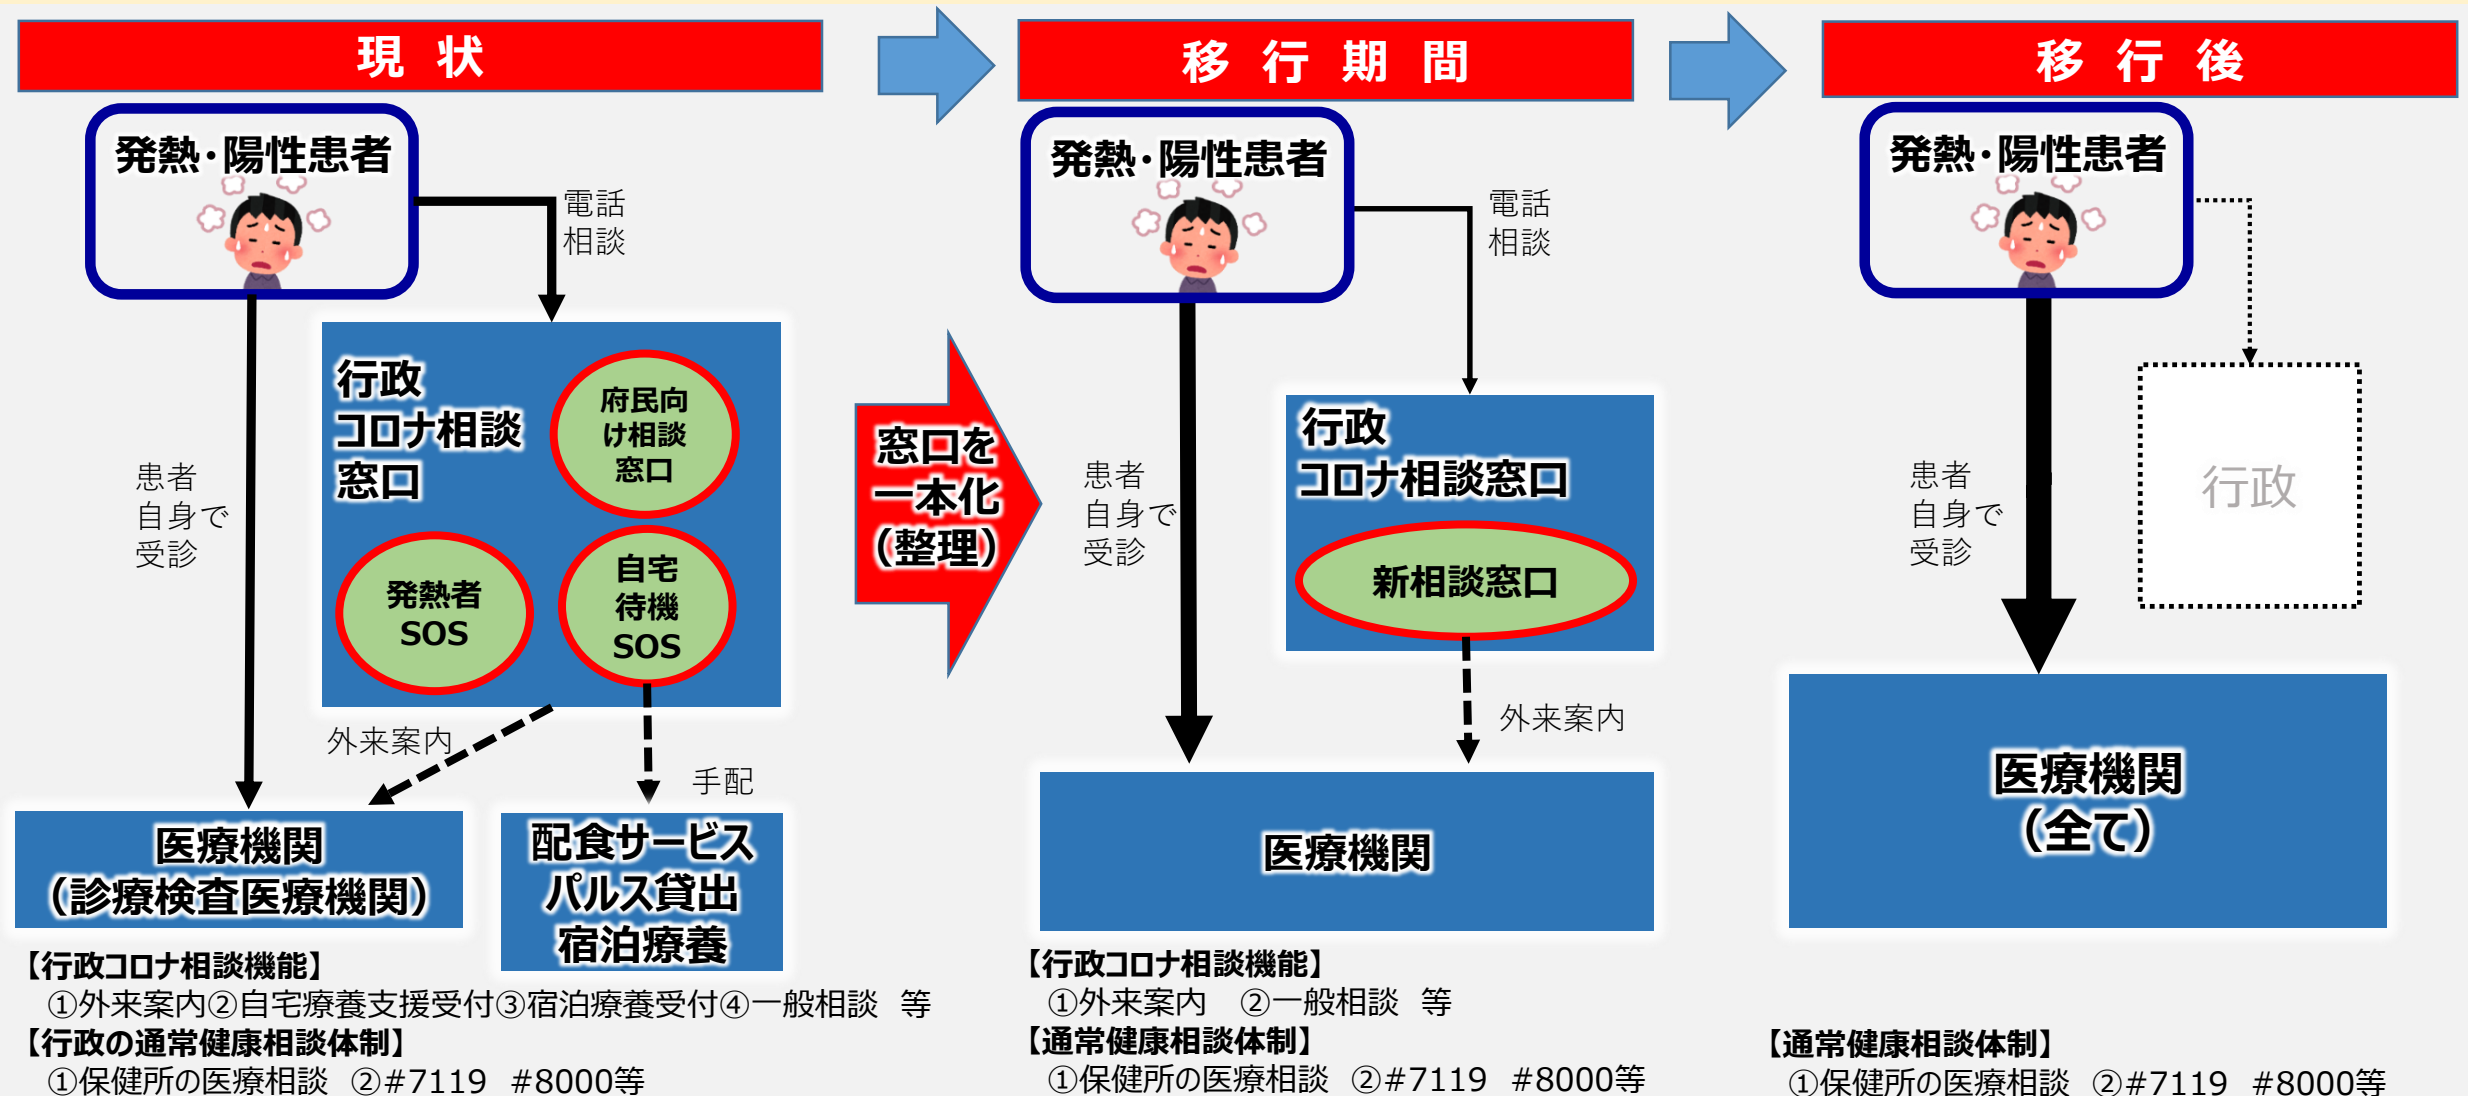 現 状
発熱・陽性患者
電話
相談
行政
コロナ相談
窓口
府民向
け相談
窓口
発熱者
SOS
自宅
待機
SOS
患者
自身で
受診
外来案内
手配
医療機関
（診療検査医療機関）
配食サービス
パルス貸出
宿泊療養
【行政コロナ相談機能】
①外来案内②自宅療養支援受付③宿泊療養受付④一般相談 等
【行政の通常健康相談体制】
①保健所の医療相談 ②#7119 #8000等
窓口を
一本化
（整理）
移 行 期 間
発熱・陽性患者
電話
相談
行政
コロナ相談窓口
新相談窓口
患者
自身で
受診
外来案内
医療機関
【行政コロナ相談機能】
①外来案内 ②一般相談 等
【通常健康相談体制】
①保健所の医療相談 ②#7119 #8000等
移 行 後
発熱・陽性患者
行政
患者
自身で
受診
医療機関
（全て）
【通常健康相談体制】
①保健所の医療相談 ②#7119 #8000等